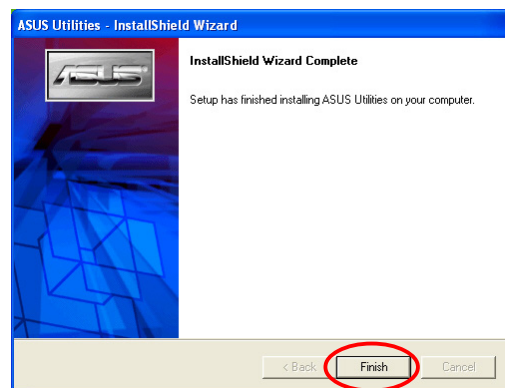 ASUS Utilities - InstallShield Wizard
ASUS
InstallShield Wizard Complete
Setup has finished installing ASUS Utilities on your computer.
< Back
Finish
Cancel